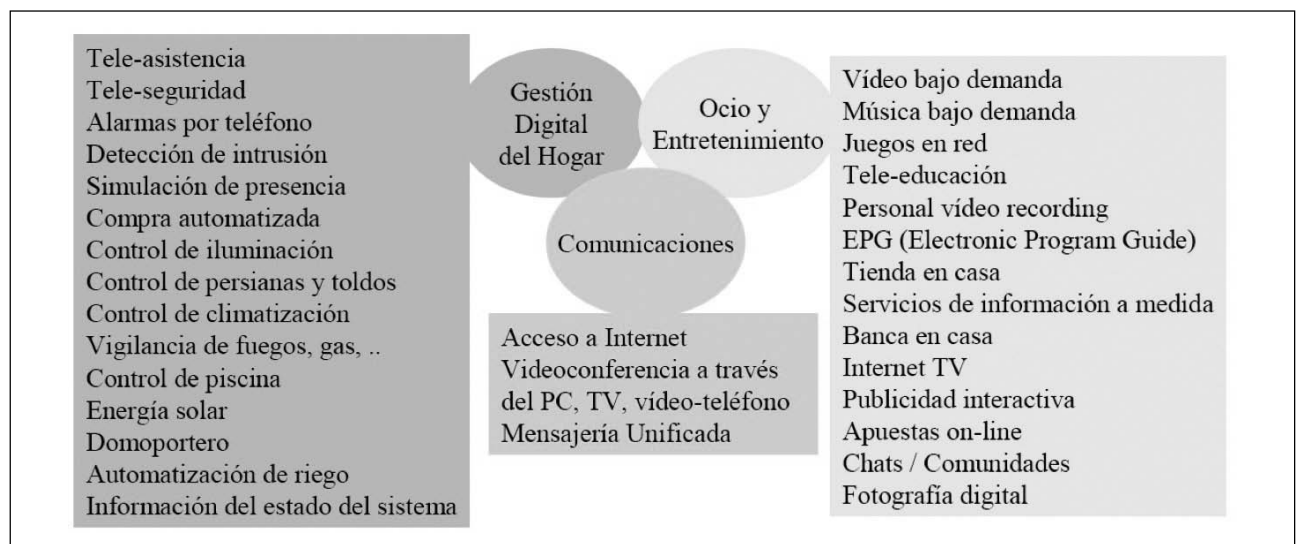 Tele-asistencia
Tele-seguridad
Alarmas por teléfono
Detección de intrusión
Simulación de presencia
Compra automatizada
Control de iluminación
Control de persianas y toldos
Control de climatización
Vigilancia de fuegos, gas, ..
Control de piscina
Energía solar
Domoportero
Automatización de riego
Información del estado del sistema
Gestión
Digital
del Hogar
Ocio y
Entretenimiento
Comunicaciones
Acceso a Internet
Videoconferencia a través
del PC, TV, vídeo-teléfono
Mensajería Unificada
Vídeo bajo demanda
Música bajo demanda
Juegos en red
Tele-educación
Personal vídeo recording
EPG (Electronic Program Guide)
Tienda en casa
Servicios de información a medida
Banca en casa
Internet TV
Publicidad interactiva
Apuestas on-line
Chats / Comunidades
Fotografía digital